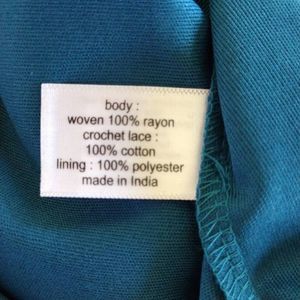 body :
woven 100% rayon
crochet lace :
100% cotton
lining : 100% polyester
made in India